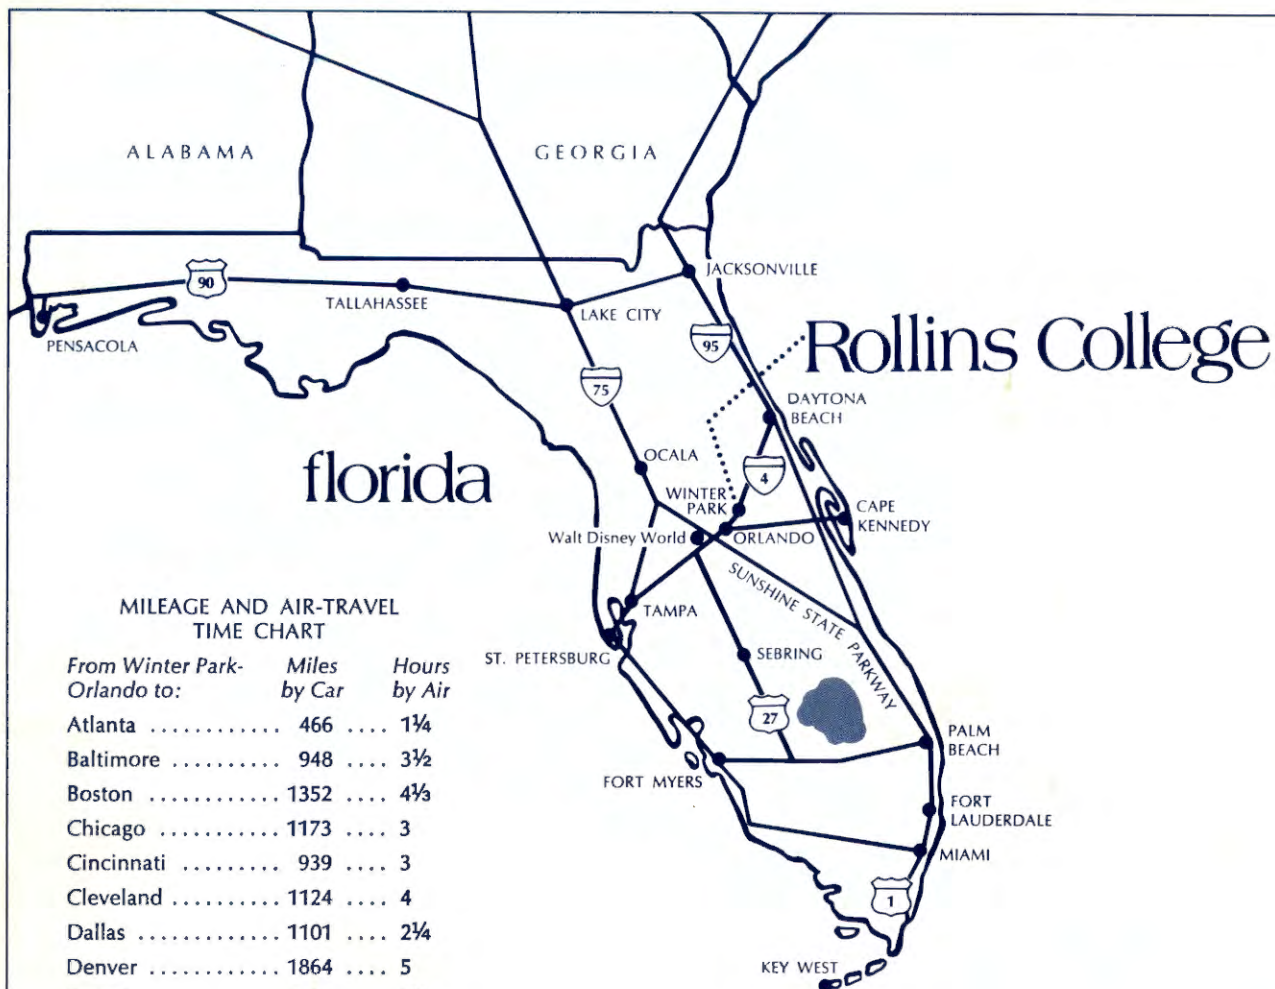 ALABAMA
GEORGIA
90
TALLAHASSEE
PENSACOLA
JACKSONVILLE
LAKE CITY
95
Rollins College
75
DAYTONA
BEACH
florida
OCALA
4
WINTER
PARK
CAPE
KENNEDY
Walt Disney World
ORLANDO
SUNSHINE STATE PARKWAY
TAMPA
ST. PETERSBURG
SEBRING
27
PALM
BEACH
FORT MYERS
FORT
LAUDERDALE
MIAMI
1
KEY WEST
MILEAGE AND AIR-TRAVEL
TIME CHART
From Winter Park- Miles Hours
Orlando to: by Car by Air
Atlanta ............ 466 .... 1¼
Baltimore .......... 948 .... 3½
Boston ............ 1352 .... 4⅓
Chicago ........... 1173 .... 3
Cincinnati ......... 939 .... 3
Cleveland .......... 1124 .... 4
Dallas ............. 1101 .... 2¼
Denver ............ 1864 .... 5